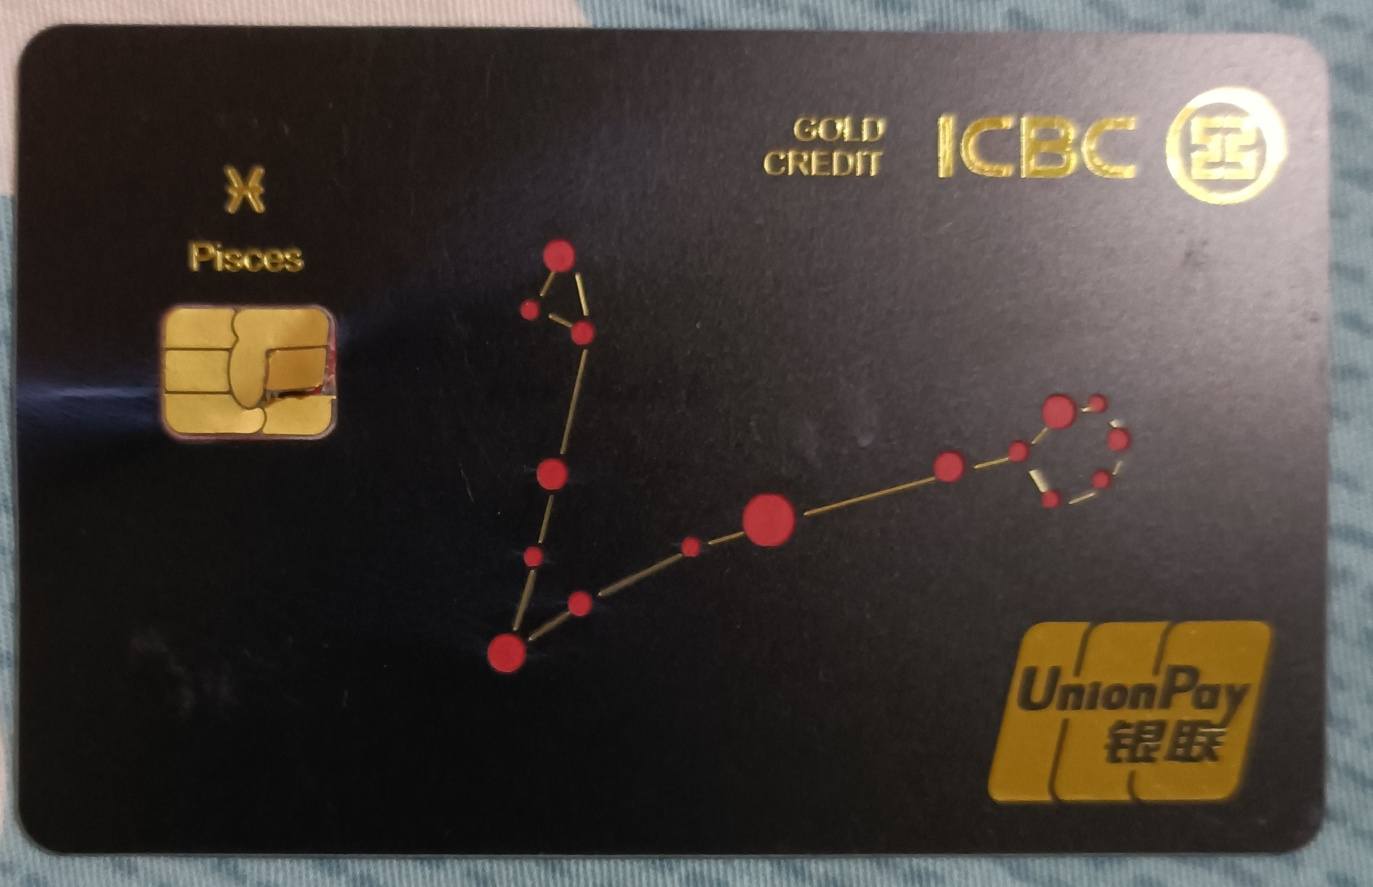 GOLD
CREDIT
ICBC
Pisces
UnionPay
银联